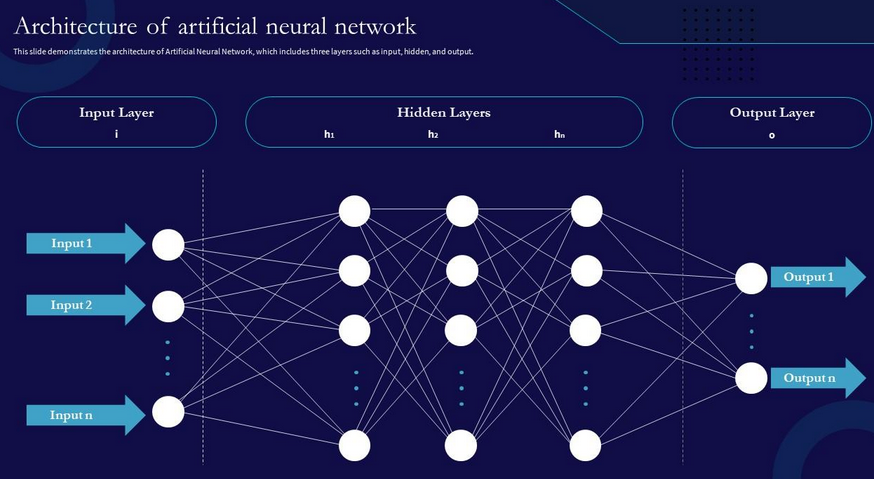 Architecture of artificial neural network
This slide demonstrates the architecture of Artificial Neural Network, which includes three layers such as input, hidden, and output.
Input Layer
i
Hidden Layers
h1 h2 hn
Output Layer
o
Input 1
Input 2
Input n
Output 1
Output n